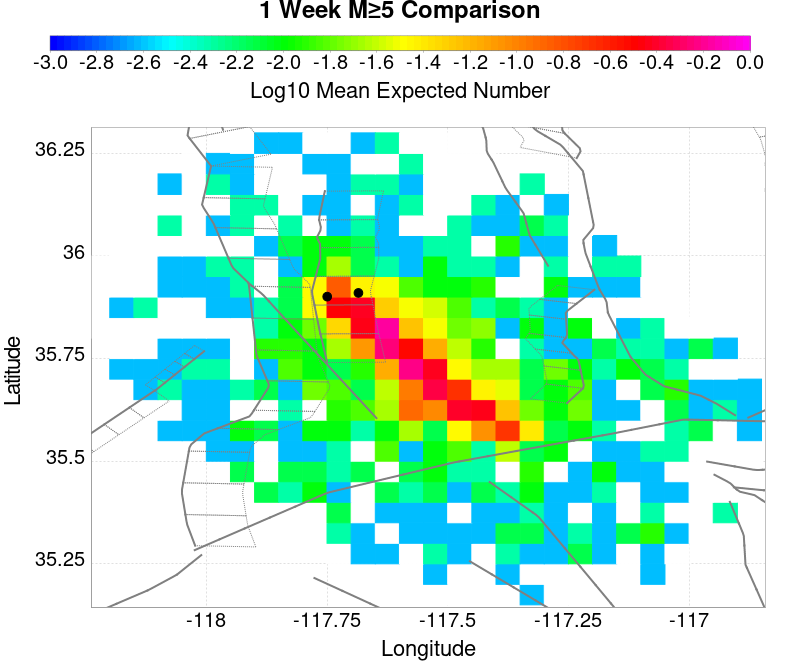 1 Week M≥5 Comparison
-3.0 -2.8 -2.6 -2.4 -2.2 -2.0 -1.8 -1.6 -1.4 -1.2 -1.0 -0.8 -0.6 -0.4 -0.2 0.0
Log10 Mean Expected Number
36.25
36
35.75
35.5
35.25
Latitude
-118 -117.75 -117.5 -117.25 -117
Longitude